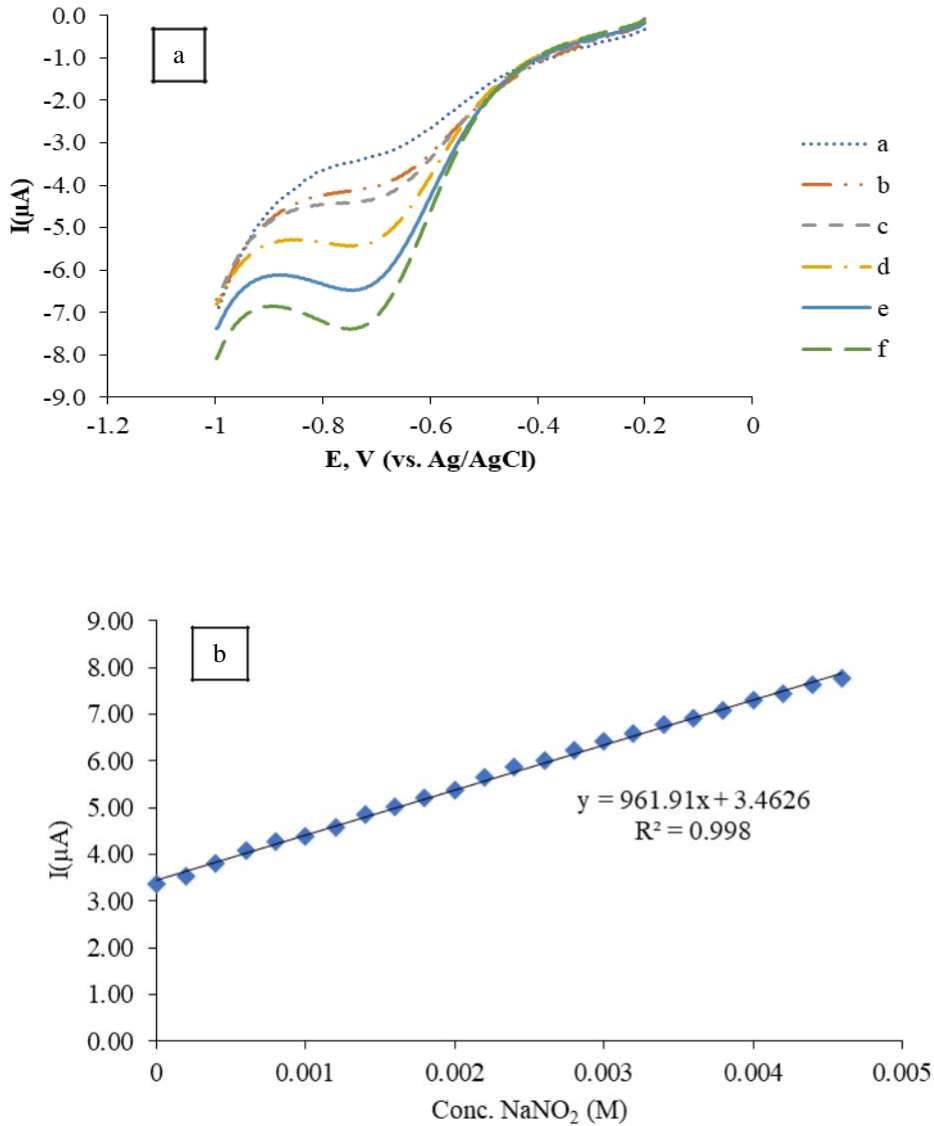 a
0.0
-1.0
-2.0
-3.0
-4.0
-5.0
-6.0
-7.0
-8.0
-9.0
I(µA)
-1.2 -1 -0.8 -0.6 -0.4 -0.2 0
E, V (vs. Ag/AgCl)
a
b
c
d
e
f
b
9.00
8.00
7.00
6.00
5.00
4.00
3.00
2.00
1.00
0.00
I(µA)
y = 961.91x + 3.4626
R² = 0.998
0 0.001 0.002 0.003 0.004 0.005
Conc. NaNO₂ (M)